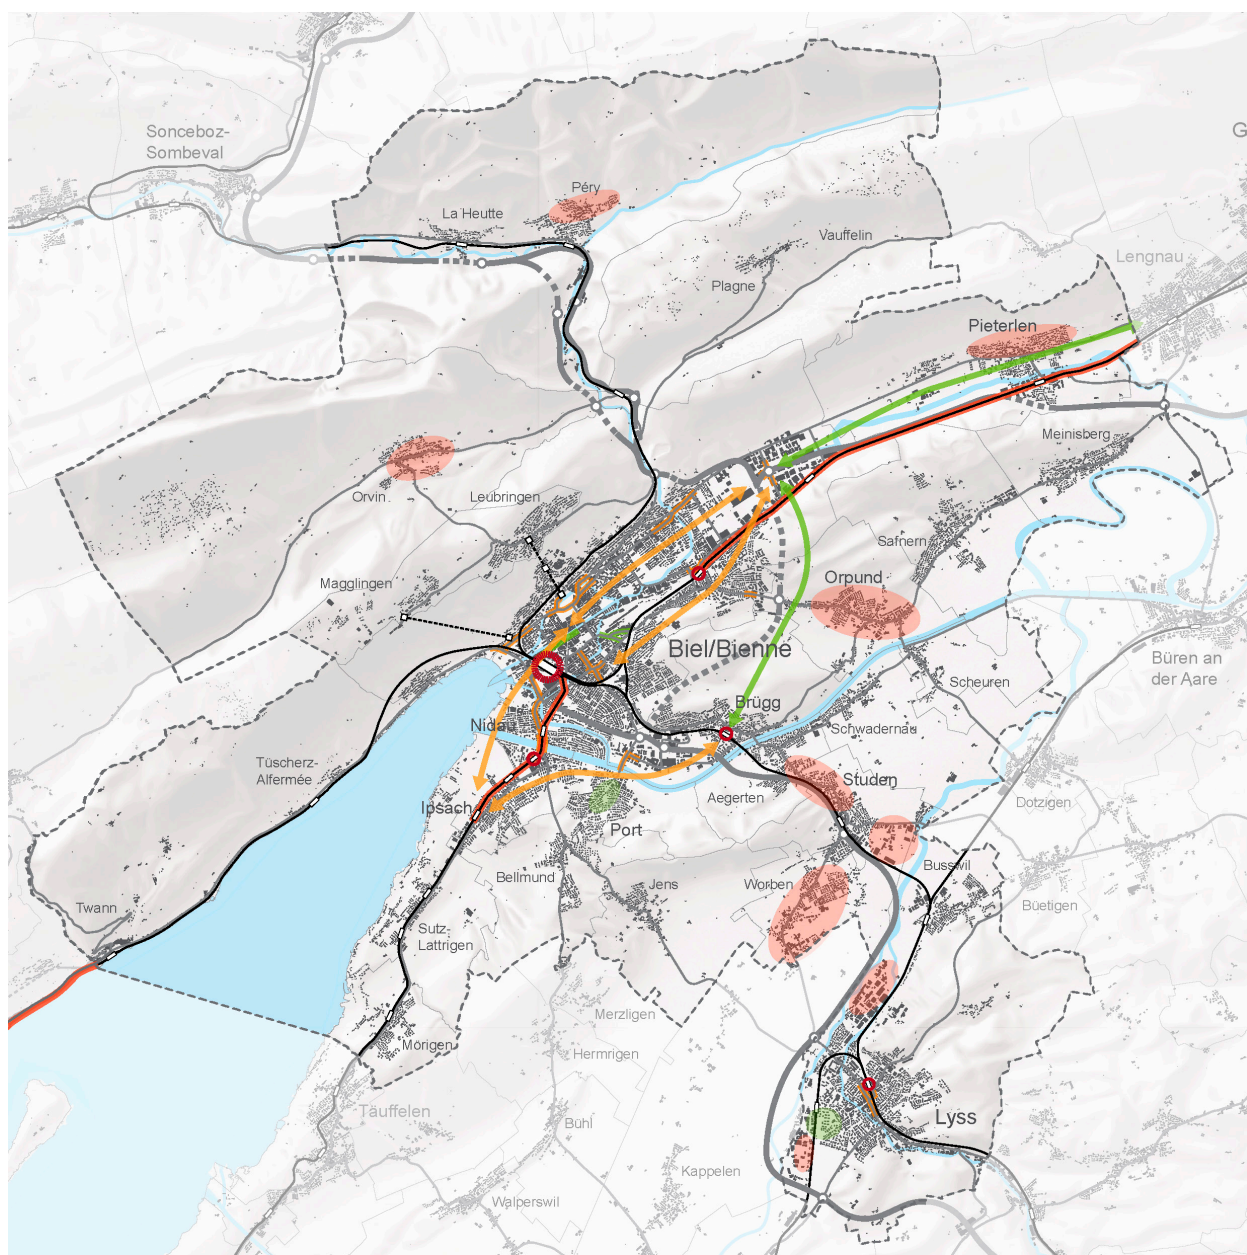 Sonceboz-
Sombeval
G
Péry
La Heutte
Vauffelin
Lengnau
Plagne
Pieterlen
Meinisberg
Orvin
Leubringen
Safnern
Magglingen
Orpund
Biel/Bienne
Büren an
der Aare
Scheuren
Brügg
Nidau
Schwadernau
Tüscherz-
Alfermée
Studen
Aegerten
Ipsach
Dotzigen
Port
Busswil
Bellmund
Jens
Worben
Büetigen
Twann
Sutz-
Lattrigen
Merzligen
Mörigen
Hermrigen
Täuffelen
Bühl
Lyss
Kappelen
Walperswil